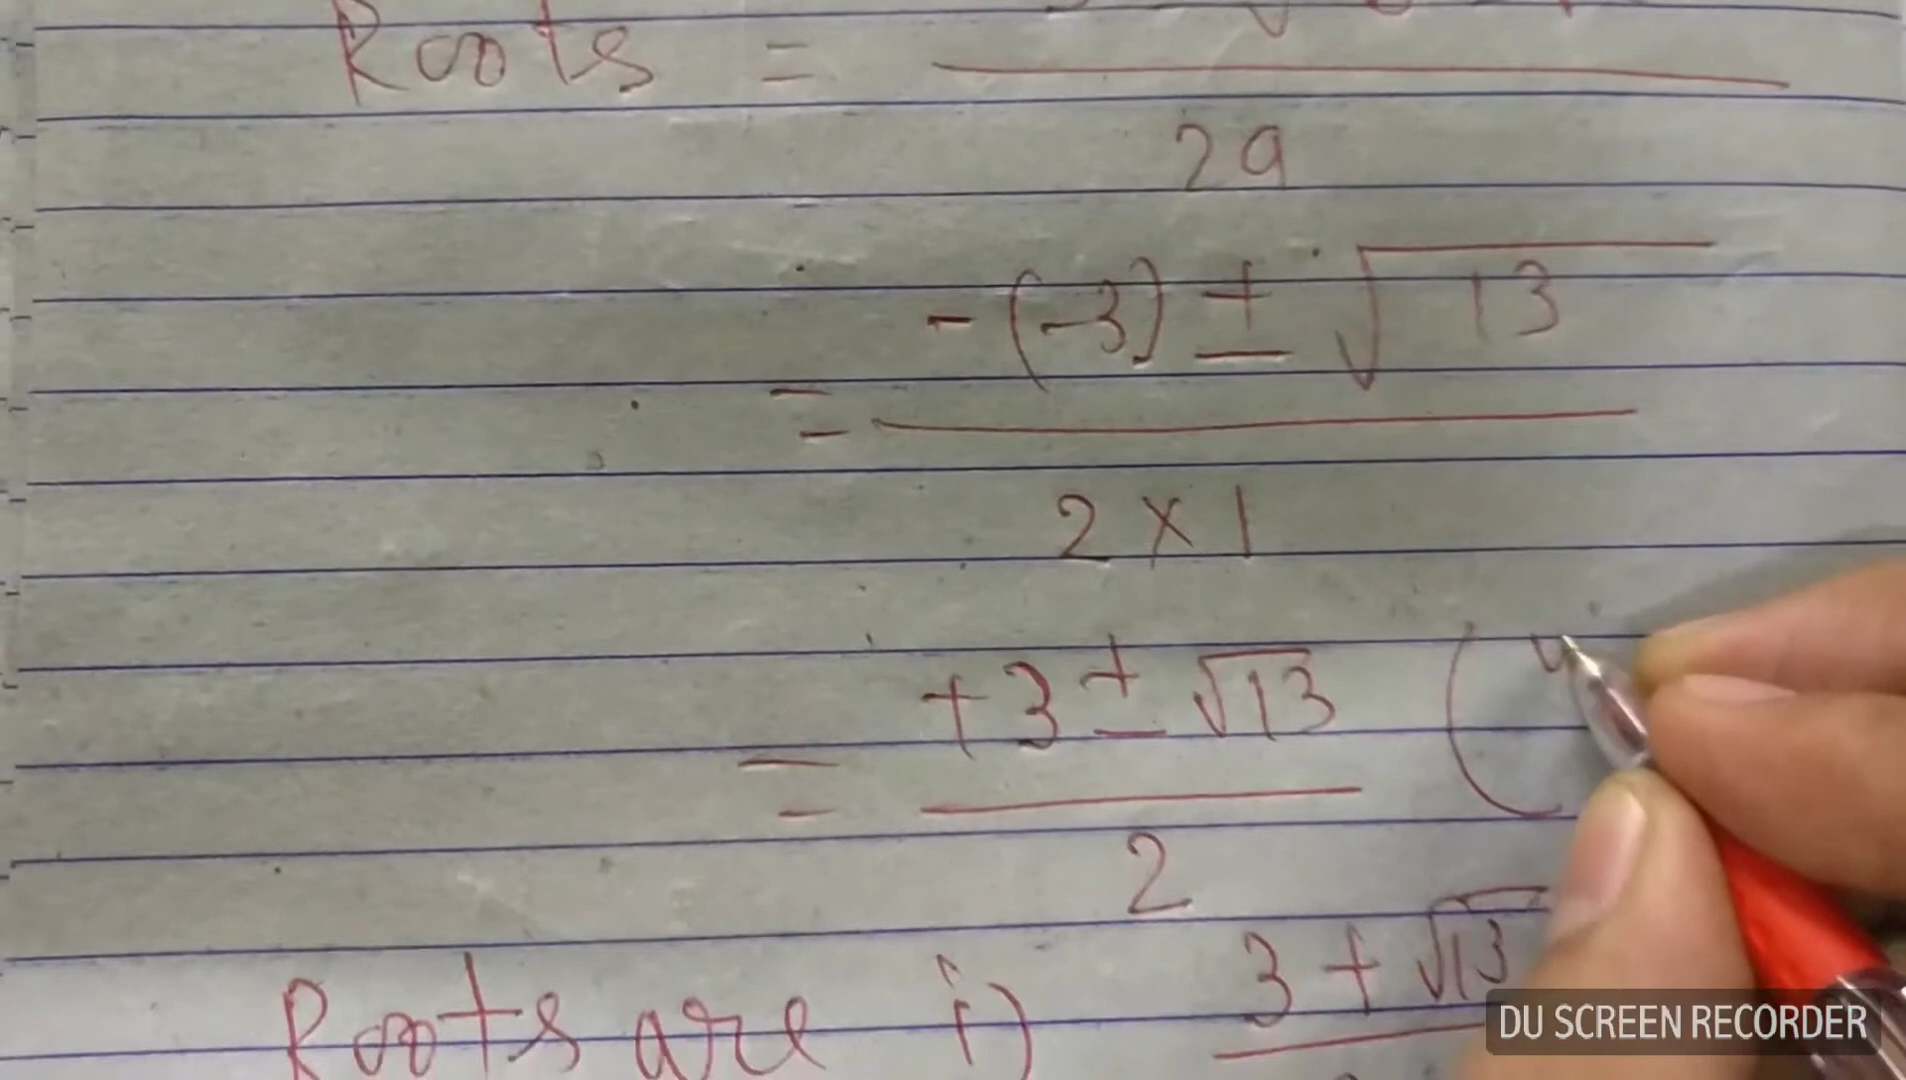 Roots =
2a
= -(-3) ± √13
2 × 1
= +3 ± √13 (
2
Roots are i) 3 + √13
DU SCREEN RECORDER